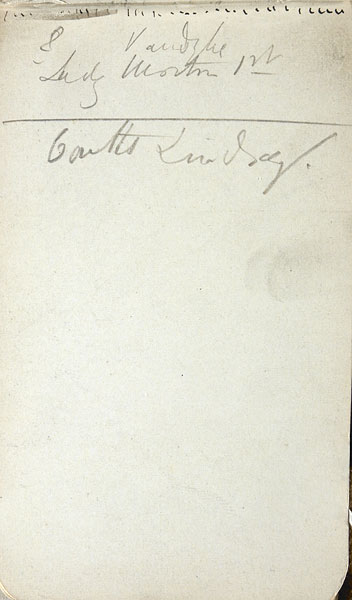 8 Vandyke
Lady Morton 1st
Coutts Lindsay.